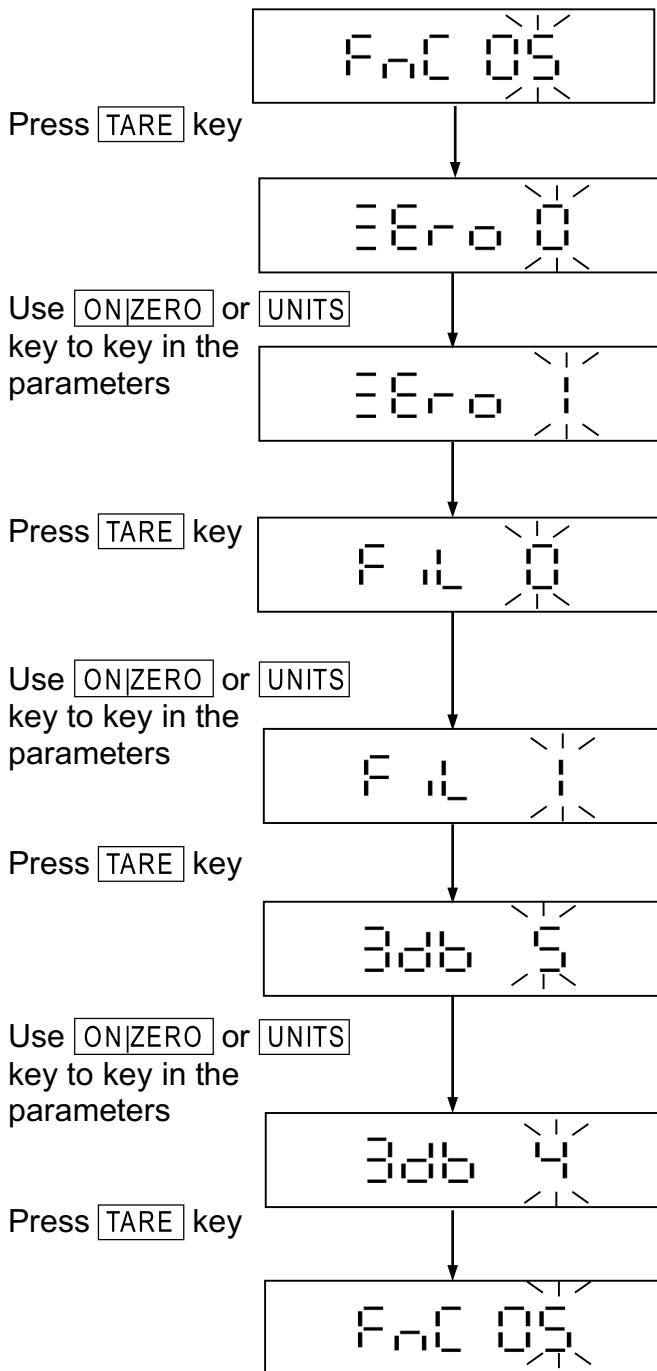 FnC 05
Press TARE key
ZEro 0
Use ON|ZERO or UNITS
key to key in the
parameters
ZEro 1
Press TARE key
FiL 0
Use ON|ZERO or UNITS
key to key in the
parameters
FiL 1
Press TARE key
3db 5
Use ON|ZERO or UNITS
key to key in the
parameters
3db 4
Press TARE key
FnC 05